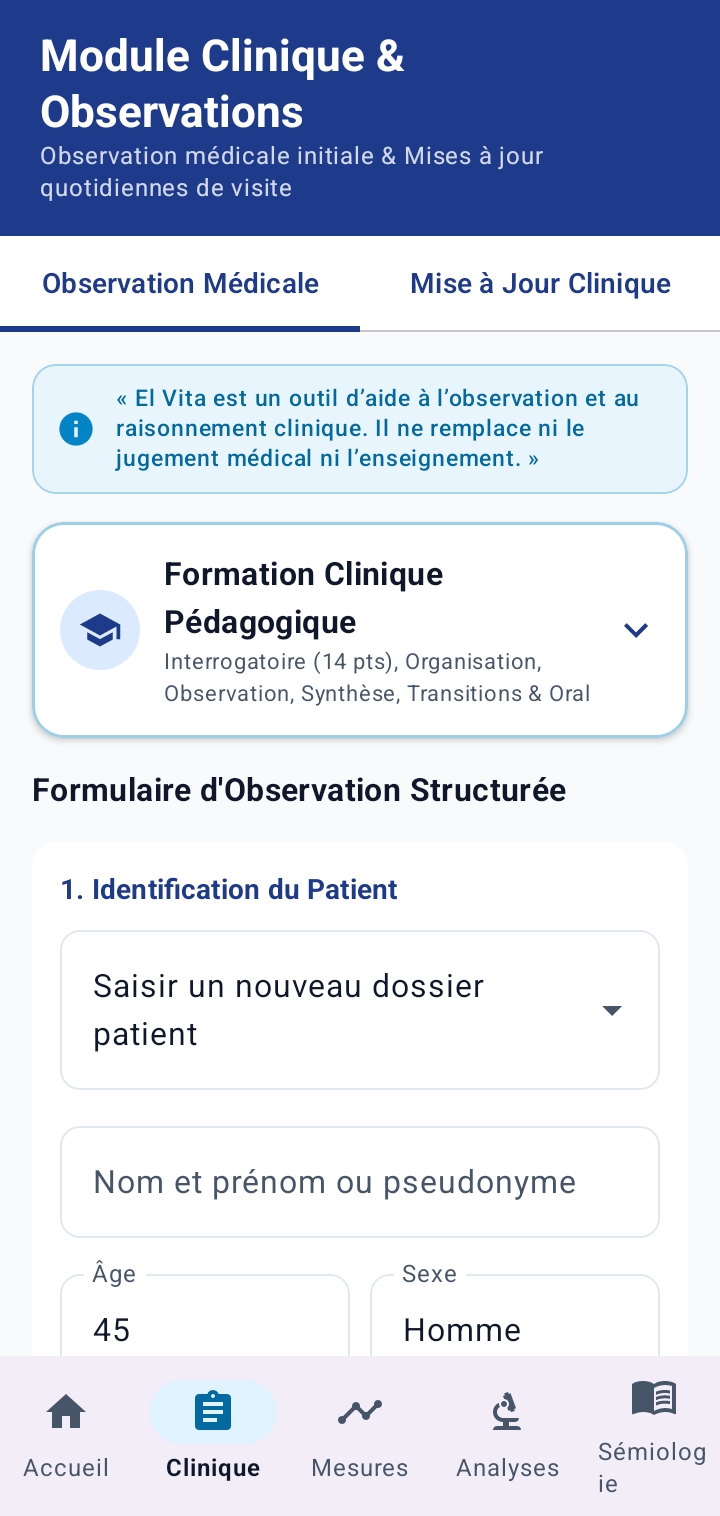 Module Clinique &
Observations
Observation médicale initiale & Mises à jour
quotidiennes de visite
Observation Médicale
Mise à Jour Clinique
« El Vita est un outil d’aide à l’observation et au
raisonnement clinique. Il ne remplace ni le
jugement médical ni l’enseignement. »
Formation Clinique
Pédagogique
Interrogatoire (14 pts), Organisation,
Observation, Synthèse, Transitions & Oral
Formulaire d'Observation Structurée
1. Identification du Patient
Saisir un nouveau dossier
patient
Nom et prénom ou pseudonyme
Âge
45
Sexe
Homme
Accueil
Clinique
Mesures
Analyses
Sémiolog
ie